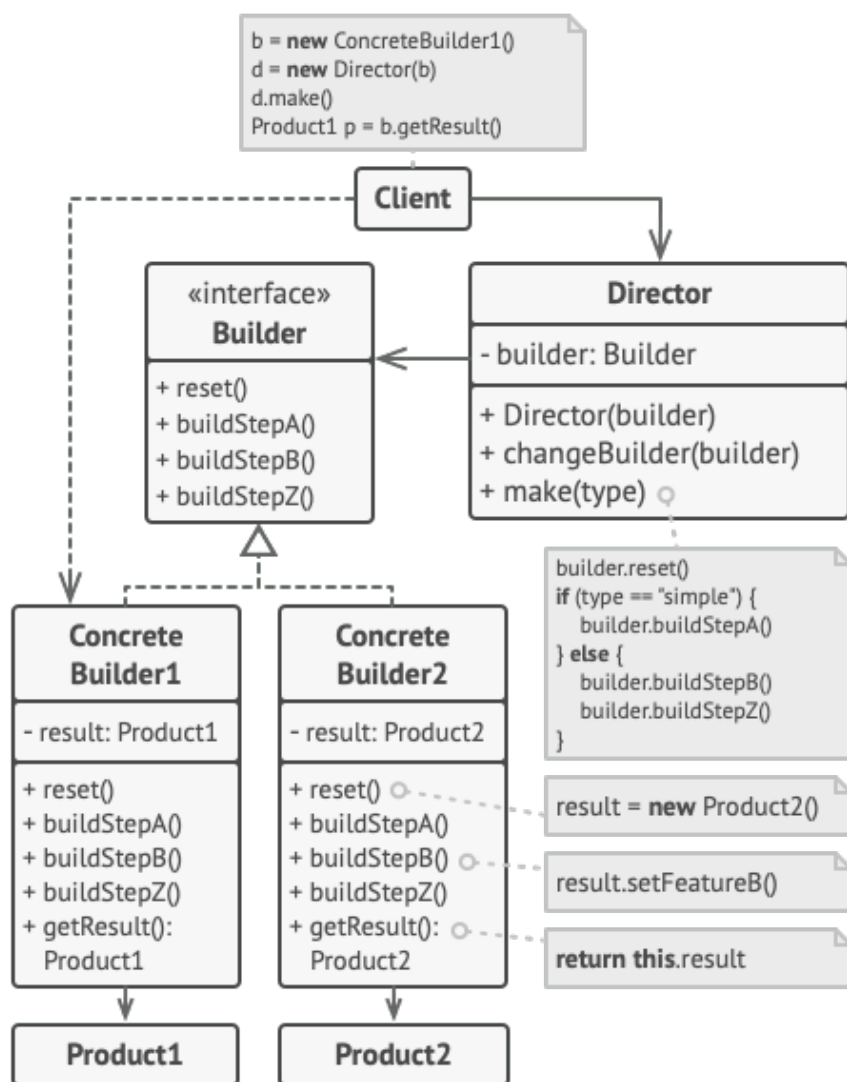 b = new ConcreteBuilder1()
d = new Director(b)
d.make()
Product1 p = b.getResult()
Client
«interface»
Builder
+ reset()
+ buildStepA()
+ buildStepB()
+ buildStepZ()
Director
- builder: Builder
+ Director(builder)
+ changeBuilder(builder)
+ make(type)
builder.reset()
if (type == "simple") {
builder.buildStepA()
} else {
builder.buildStepB()
builder.buildStepZ()
}
Concrete
Builder1
- result: Product1
+ reset()
+ buildStepA()
+ buildStepB()
+ buildStepZ()
+ getResult():
Product1
Concrete
Builder2
- result: Product2
+ reset()
+ buildStepA()
+ buildStepB()
+ buildStepZ()
+ getResult():
Product2
result = new Product2()
result.setFeatureB()
return this.result
Product1
Product2